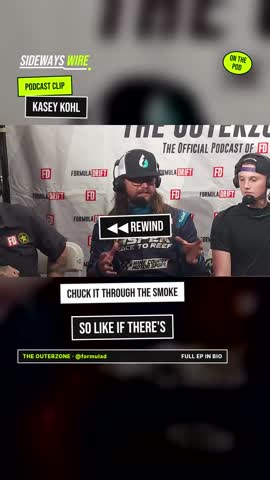 SIDEWAYS WIRE.
ON THE
POD
PODCAST CLIP
KASEY KOHL
THE OUTERZONE
The Official Podcast of
FORMULA DRIFT
REWIND
CHUCK IT THROUGH THE SMOKE
SO LIKE IF THERE'S
THE OUTERZONE - @formulad
FULL EP IN BIO